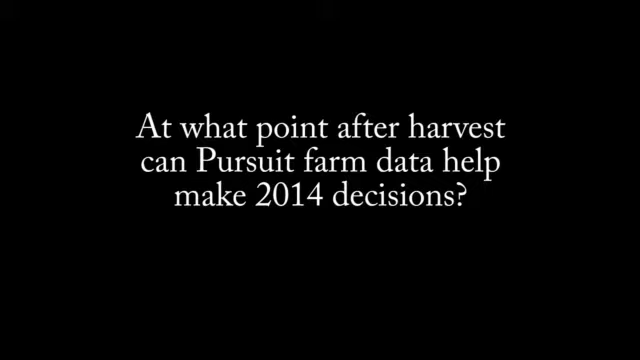 At what point after harvest
can Pursuit farm data help
make 2014 decisions?